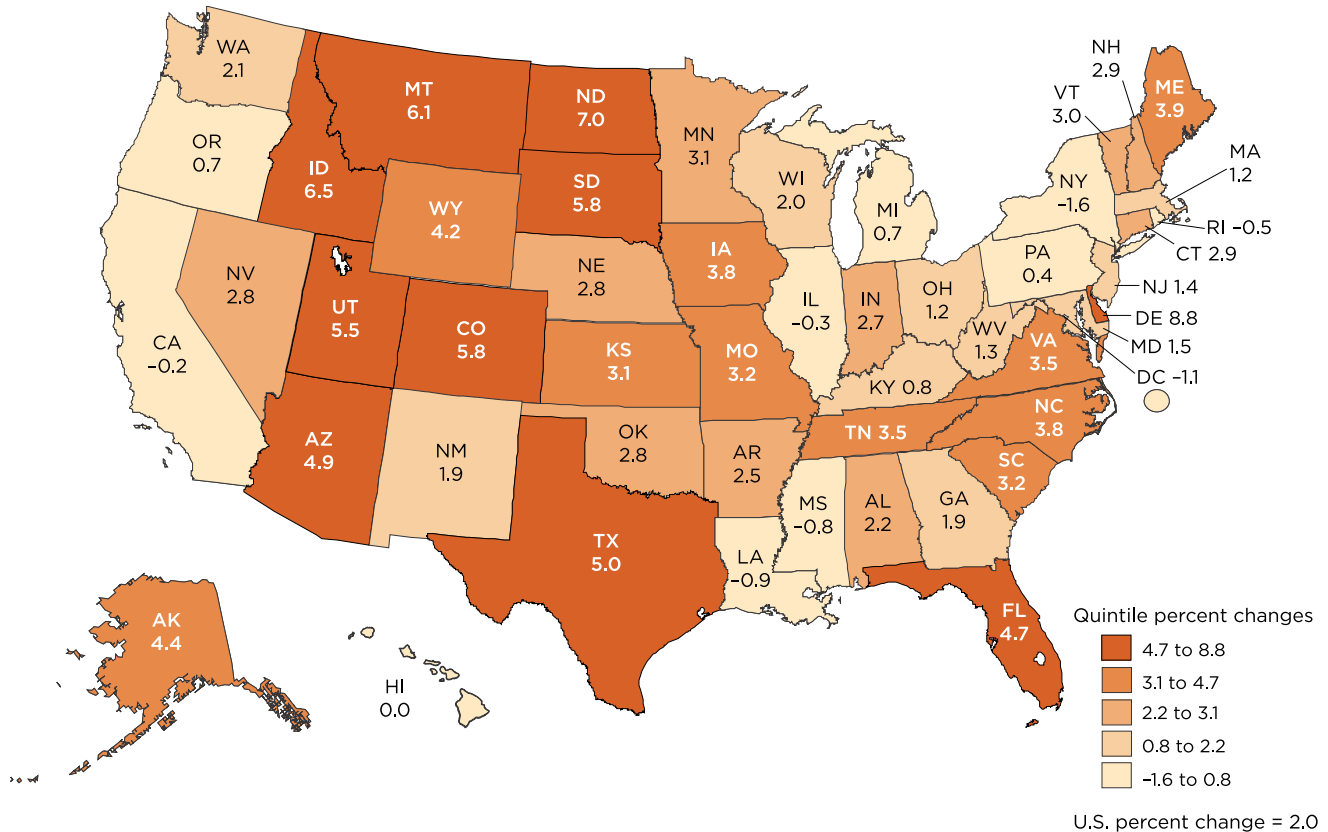 WA
2.1
OR
0.7
CA
−0.2
NV
2.8
ID
6.5
MT
6.1
WY
4.2
UT
5.5
CO
5.8
AZ
4.9
NM
1.9
ND
7.0
SD
5.8
NE
2.8
KS
3.1
OK
2.8
TX
5.0
MN
3.1
IA
3.8
MO
3.2
AR
2.5
LA
−0.9
WI
2.0
IL
−0.3
MI
0.7
IN
2.7
OH
1.2
KY 0.8
TN 3.5
MS
−0.8
AL
2.2
GA
1.9
FL
4.7
SC
3.2
NC
3.8
VA
3.5
WV
1.3
PA
0.4
NY
−1.6
VT
3.0
NH
2.9
ME
3.9
MA
1.2
RI −0.5
CT 2.9
NJ 1.4
DE 8.8
MD 1.5
DC −1.1
AK
4.4
HI
0.0
Quintile percent changes
4.7 to 8.8
3.1 to 4.7
2.2 to 3.1
0.8 to 2.2
−1.6 to 0.8
U.S. percent change = 2.0